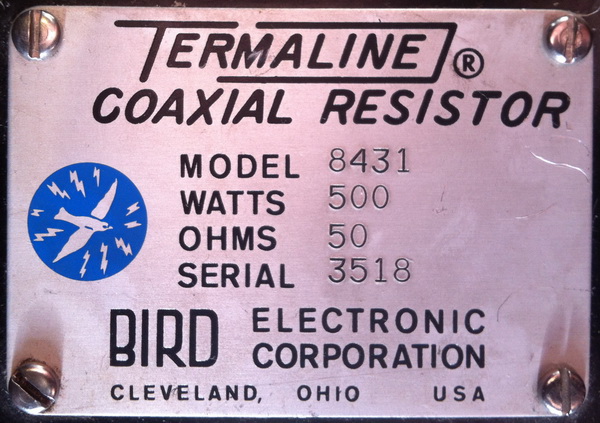 TERMALINE®
COAXIAL RESISTOR
MODEL 8431
WATTS 500
OHMS 50
SERIAL 3518
BIRD ELECTRONIC
CORPORATION
CLEVELAND, OHIO USA